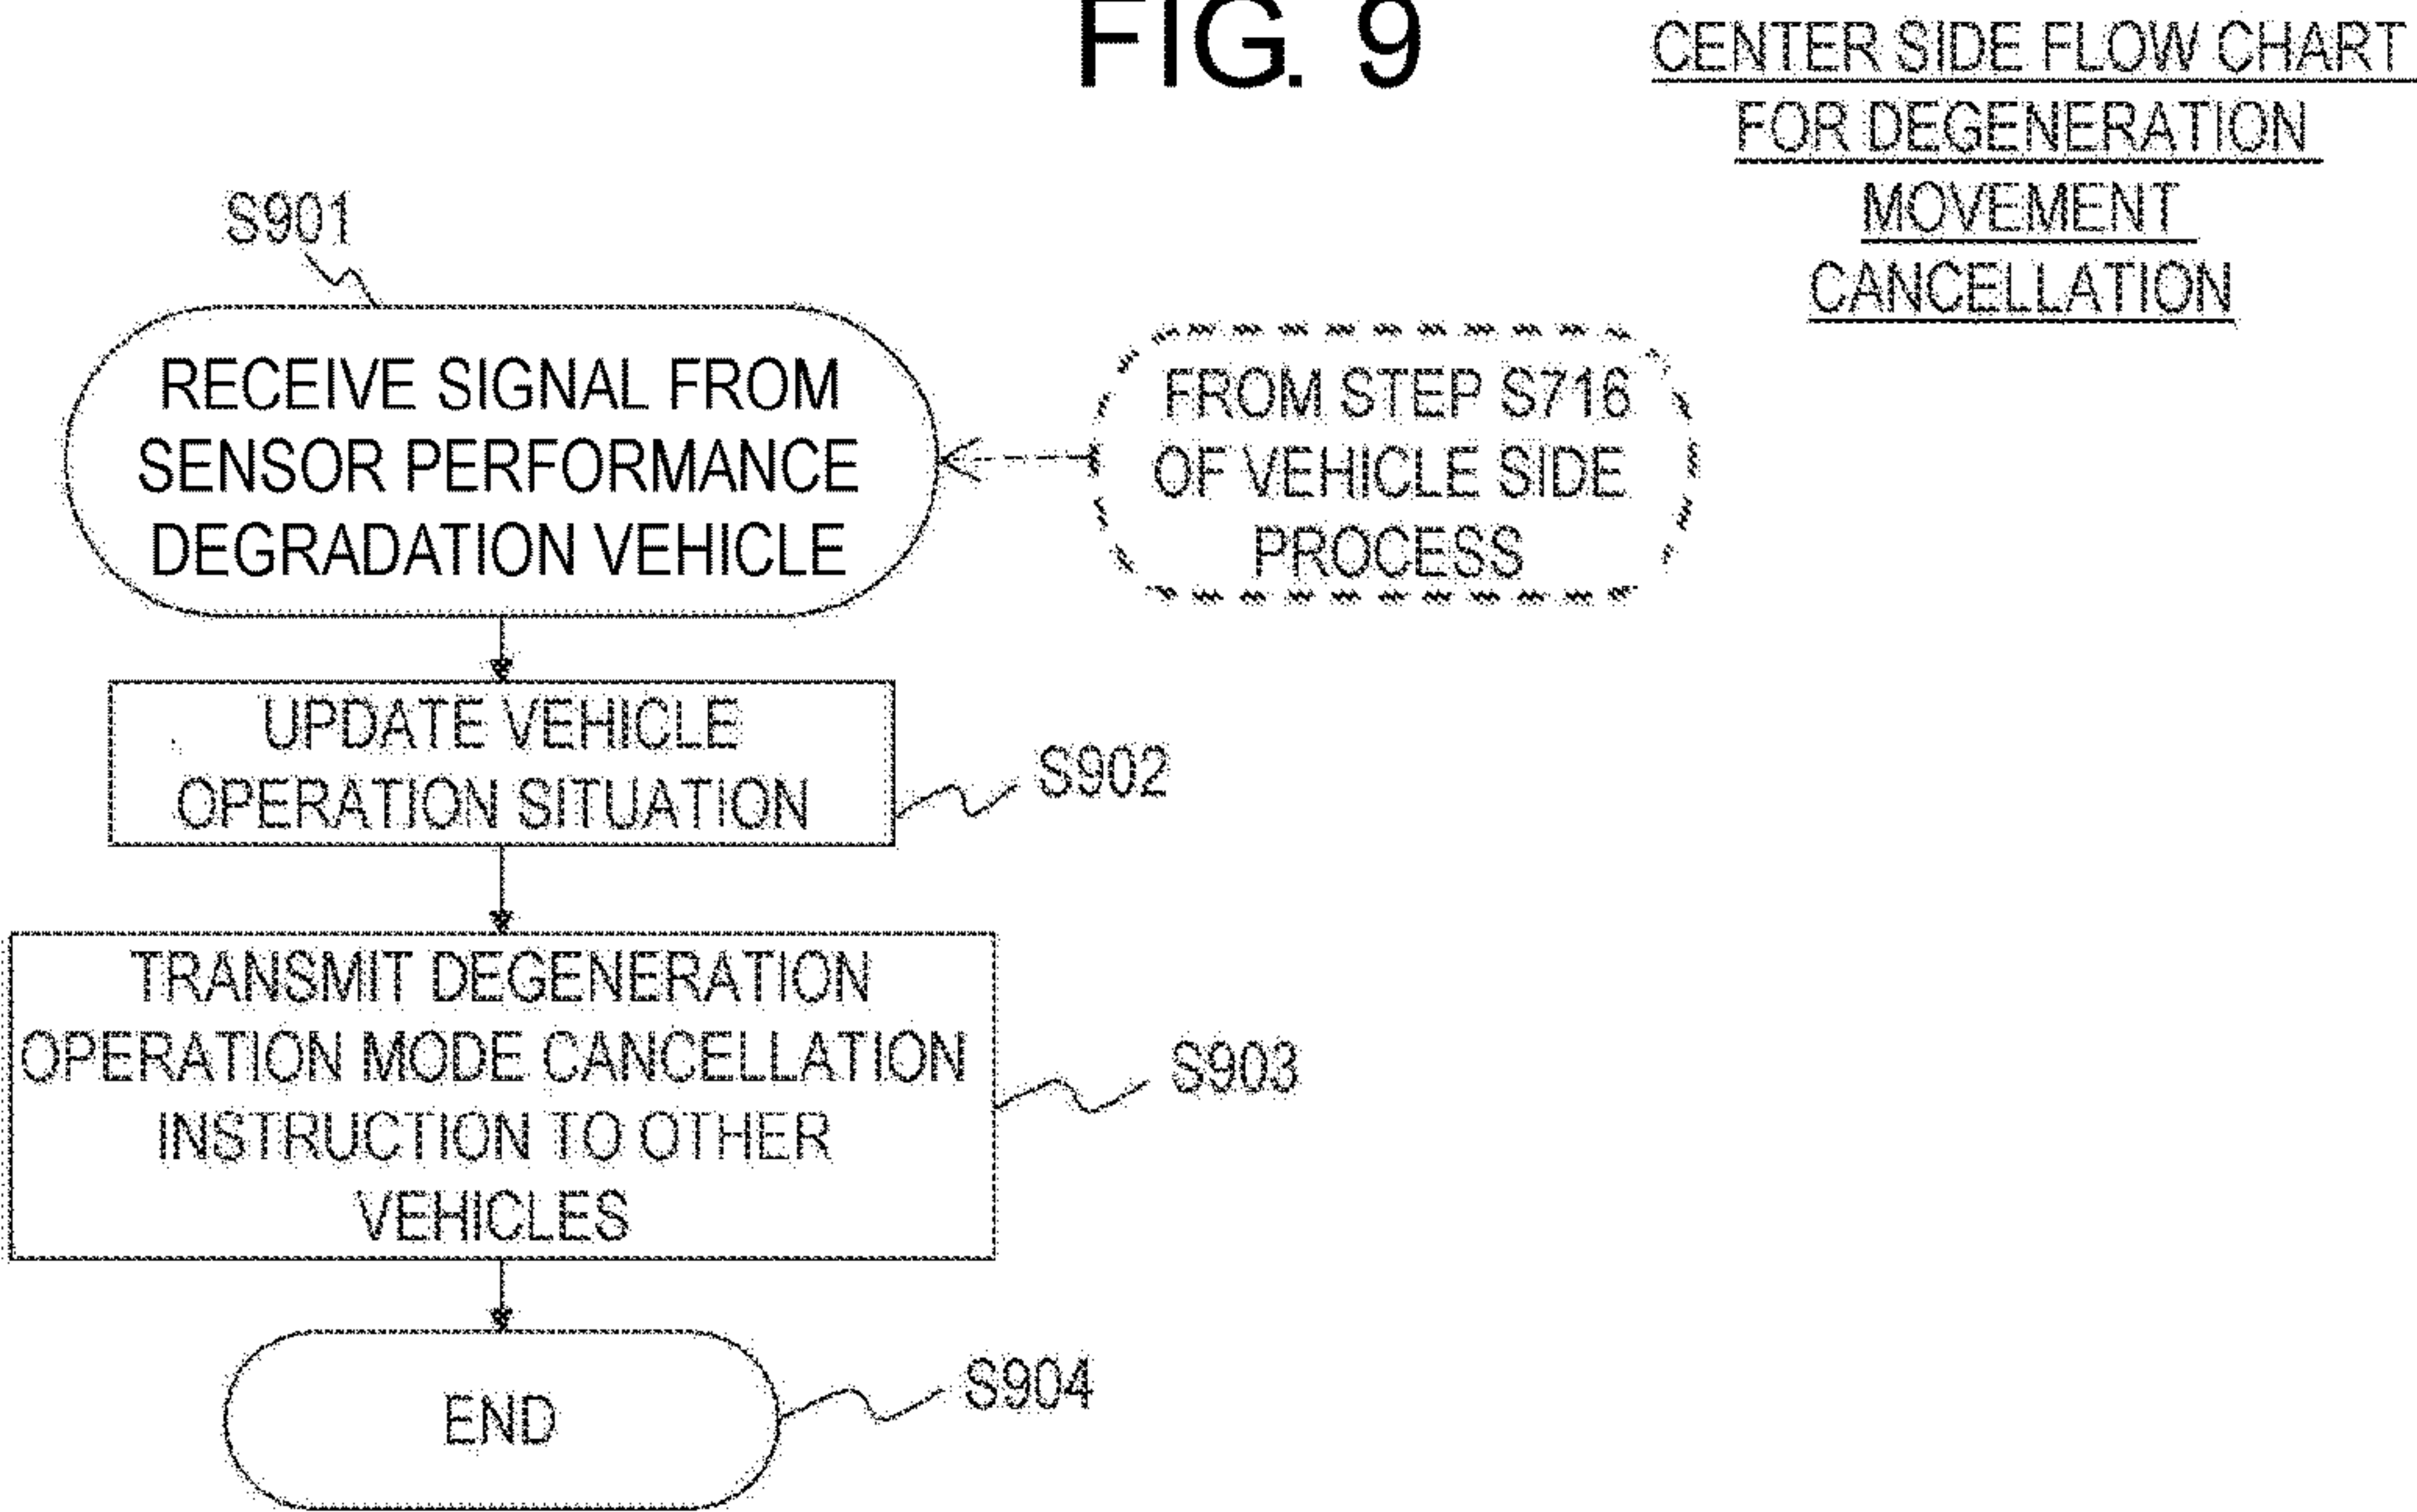 FIG. 9
CENTER SIDE FLOW CHART
FOR DEGENERATION
MOVEMENT
CANCELLATION
S901
RECEIVE SIGNAL FROM
SENSOR PERFORMANCE
DEGRADATION VEHICLE
FROM STEP S716
OF VEHICLE SIDE
PROCESS
UPDATE VEHICLE
OPERATION SITUATION
S902
TRANSMIT DEGENERATION
OPERATION MODE CANCELLATION
INSTRUCTION TO OTHER
VEHICLES
S903
END
S904